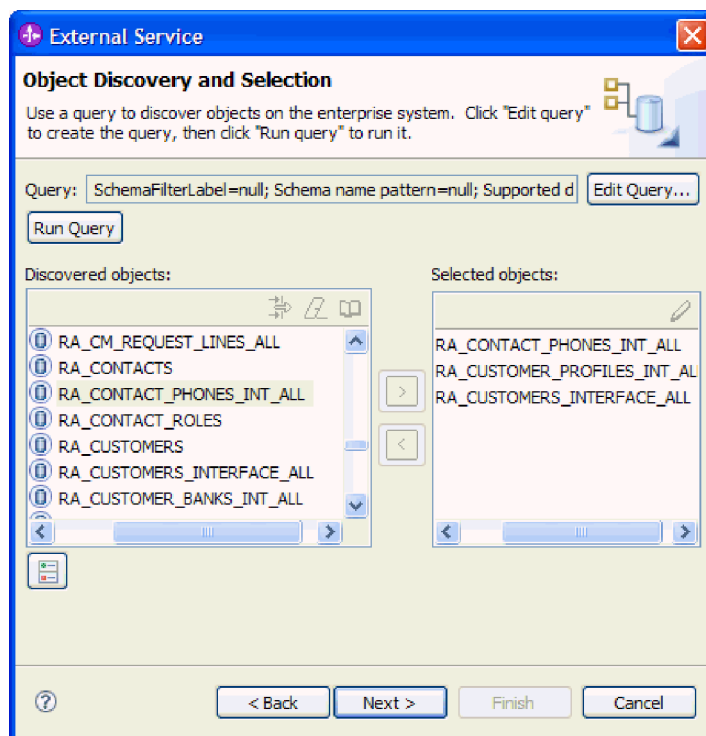 External Service
Object Discovery and Selection
Use a query to discover objects on the enterprise system. Click "Edit query"
to create the query, then click "Run query" to run it.
Query: SchemaFilterLabel=null; Schema name pattern=null; Supported d Edit Query...
Run Query
Discovered objects:
RA_CM_REQUEST_LINES_ALL
RA_CONTACTS
RA_CONTACT_PHONES_INT_ALL
RA_CONTACT_ROLES
RA_CUSTOMERS
RA_CUSTOMERS_INTERFACE_ALL
RA_CUSTOMER_BANKS_INT_ALL
>
<
Selected objects:
RA_CONTACT_PHONES_INT_ALL
RA_CUSTOMER_PROFILES_INT_AL
RA_CUSTOMERS_INTERFACE_ALL
? < Back Next > Finish Cancel